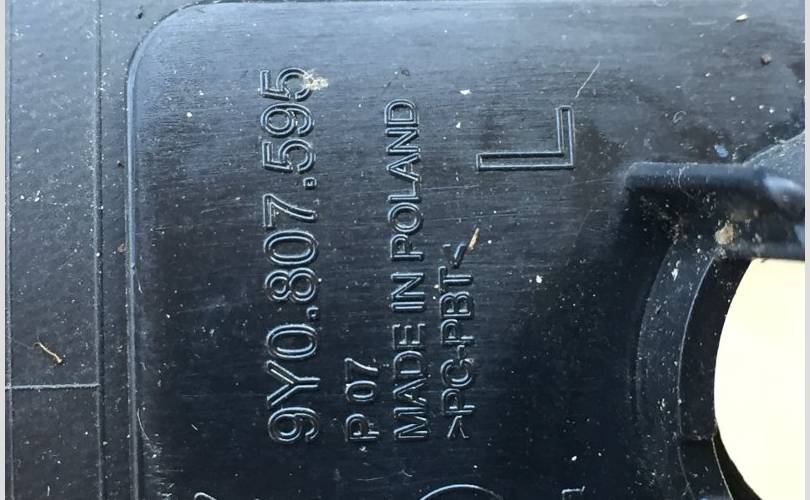 9Y0.807.595
P 07
MADE IN POLAND
>PC-PBT<
L